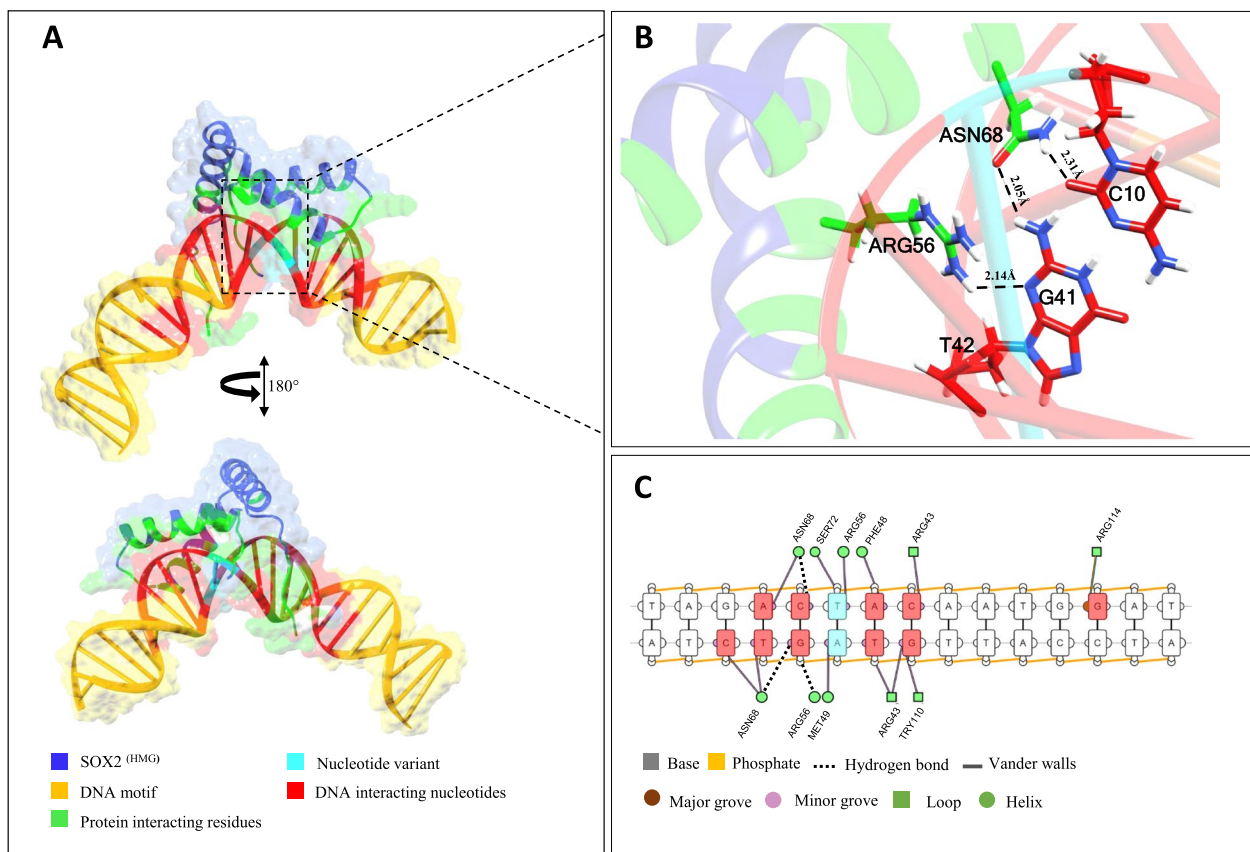 A
180°
SOX2 (HMG)
Nucleotide variant
DNA motif
DNA interacting nucleotides
Protein interacting residues
B
ASN68
2.31Å
2.05Å
C10
ARG56
2.14Å
G41
T42
C
ASN68 SER72 ARG56 PHE48 ARG43 ARG114
T A G A C T A C A A T G G A T
A T C T G A T G T T A C C T A
ASN68 ARG56 MET49 ARG43 TRY110
Base Phosphate Hydrogen bond Vander walls
Major grove Minor grove Loop Helix